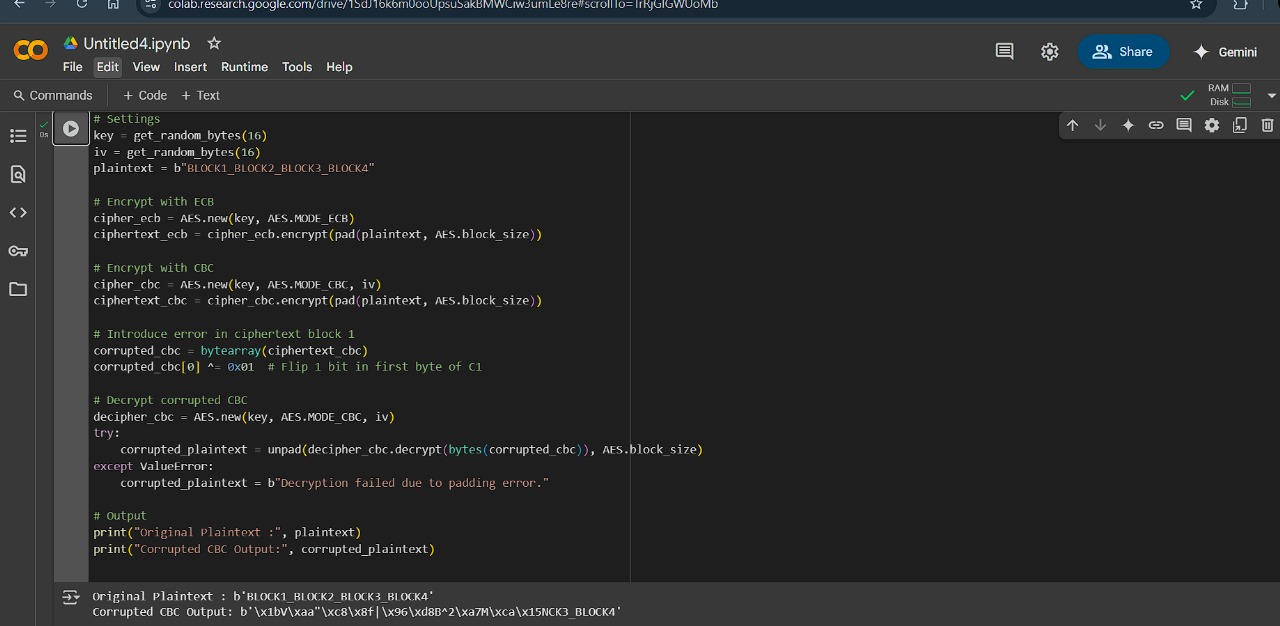 colab.research.google.com/drive/1SdJ16k6m0ooUpsuSakBMWCiw3umLe8re#scrollTo=TrRjGIGWUoMb
CO
Untitled4.ipynb
File Edit View Insert Runtime Tools Help
Share
Gemini
Commands + Code + Text
RAM
Disk
0s
# Settings
key = get_random_bytes(16)
iv = get_random_bytes(16)
plaintext = b"BLOCK1_BLOCK2_BLOCK3_BLOCK4"
# Encrypt with ECB
cipher_ecb = AES.new(key, AES.MODE_ECB)
ciphertext_ecb = cipher_ecb.encrypt(pad(plaintext, AES.block_size))
# Encrypt with CBC
cipher_cbc = AES.new(key, AES.MODE_CBC, iv)
ciphertext_cbc = cipher_cbc.encrypt(pad(plaintext, AES.block_size))
# Introduce error in ciphertext block 1
corrupted_cbc = bytearray(ciphertext_cbc)
corrupted_cbc[0] ^= 0x01  # Flip 1 bit in first byte of C1
# Decrypt corrupted CBC
decipher_cbc = AES.new(key, AES.MODE_CBC, iv)
try:
    corrupted_plaintext = unpad(decipher_cbc.decrypt(bytes(corrupted_cbc)), AES.block_size)
except ValueError:
    corrupted_plaintext = b"Decryption failed due to padding error."
# Output
print("Original Plaintext :", plaintext)
print("Corrupted CBC Output:", corrupted_plaintext)
Original Plaintext : b'BLOCK1_BLOCK2_BLOCK3_BLOCK4'
Corrupted CBC Output: b'\x1bV\xaa"\xc8\x8f|\x96\xd8B^2\xa7M\xca\x15NCK3_BLOCK4'